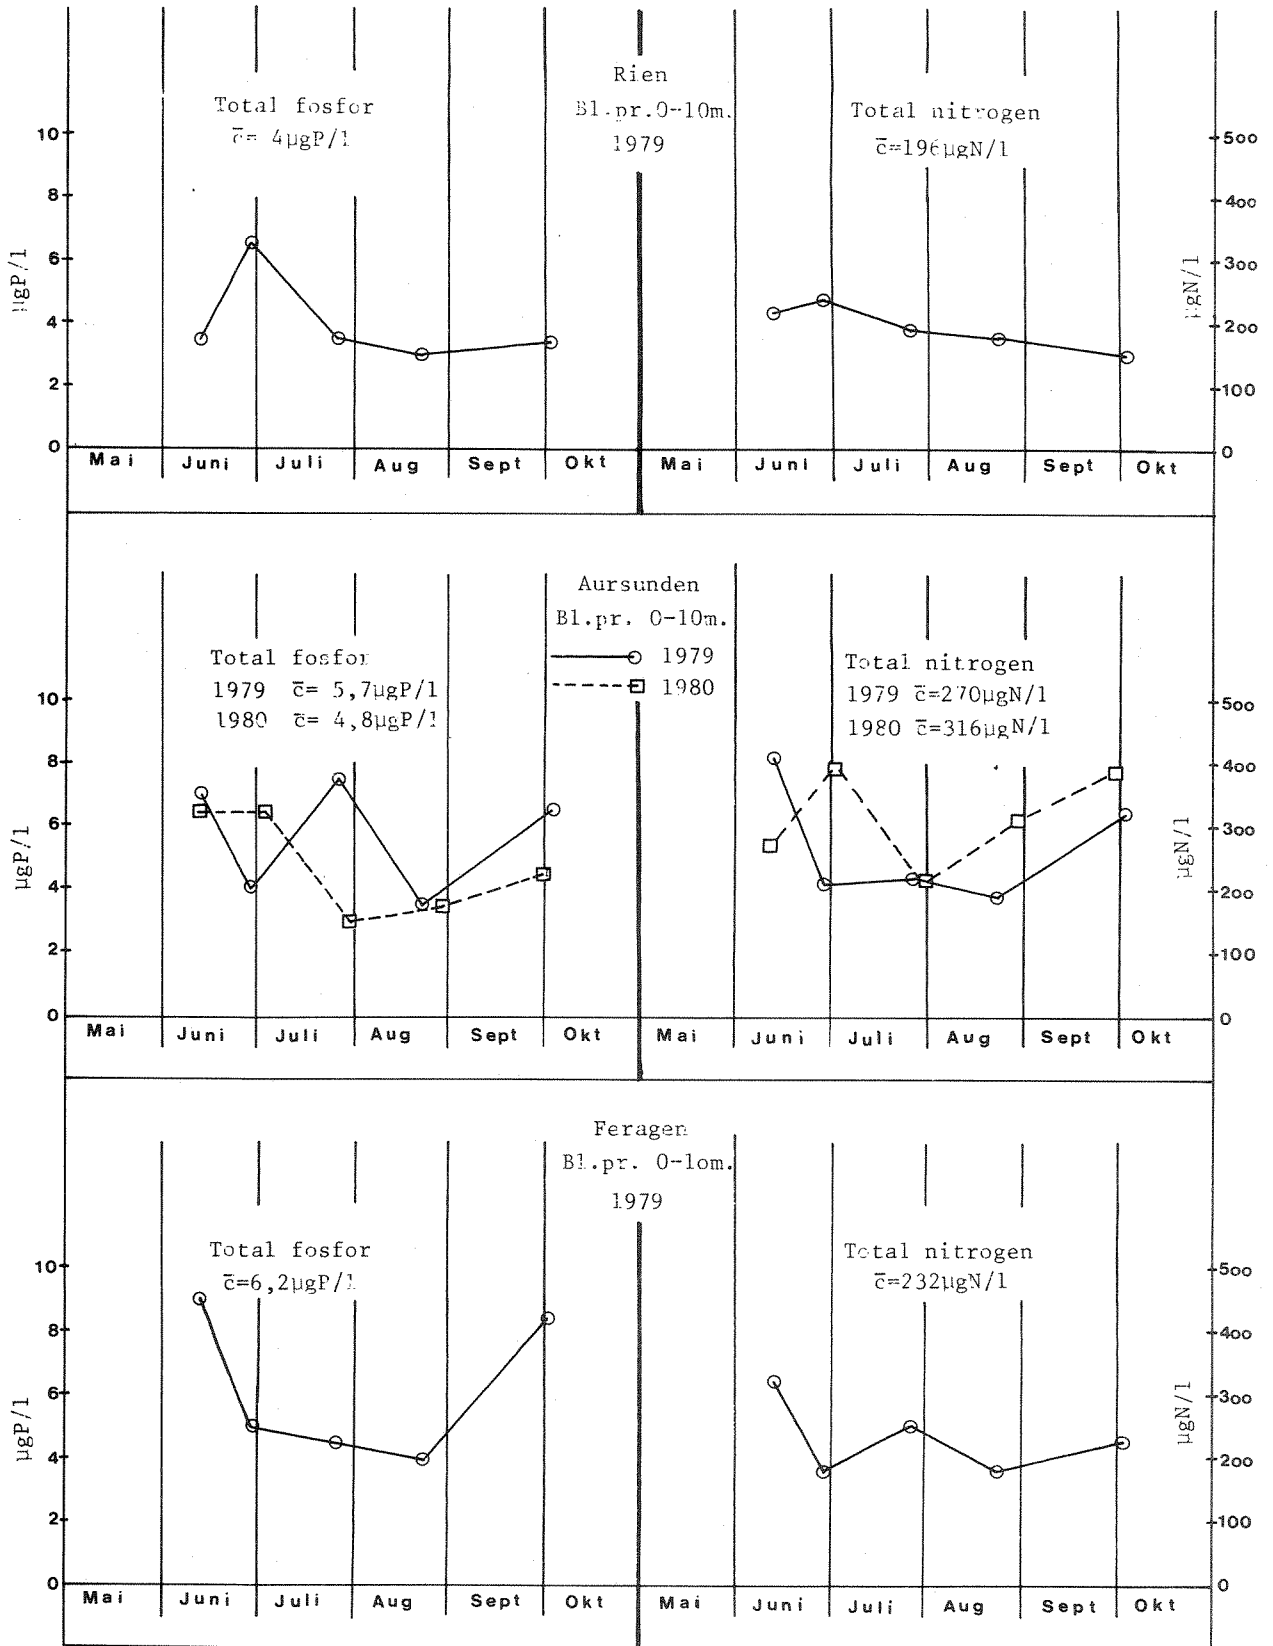 Rien
Bl.pr.0-10m.
1979
Total fosfor
c̄= 4µgP/l
Total nitrogen
c̄=196µgN/l
10
8
6
4
2
0
µgP/l
500
400
300
200
100
0
µgN/l
Mai Juni Juli Aug Sept Okt Mai Juni Juli Aug Sept Okt
Aursunden
Bl.pr. 0-10m.
1979
1980
Total fosfor
1979 c̄= 5,7µgP/l
1980 c̄= 4,8µgP/l
Total nitrogen
1979 c̄=270µgN/l
1980 c̄=316µgN/l
10
8
6
4
2
0
µgP/l
500
400
300
200
100
0
µgN/l
Mai Juni Juli Aug Sept Okt Mai Juni Juli Aug Sept Okt
Feragen
Bl.pr. 0-10m.
1979
Total fosfor
c̄=6,2µgP/l
Total nitrogen
c̄=232µgN/l
10
8
6
4
2
0
µgP/l
500
400
300
200
100
0
µgN/l
Mai Juni Juli Aug Sept Okt Mai Juni Juli Aug Sept Okt